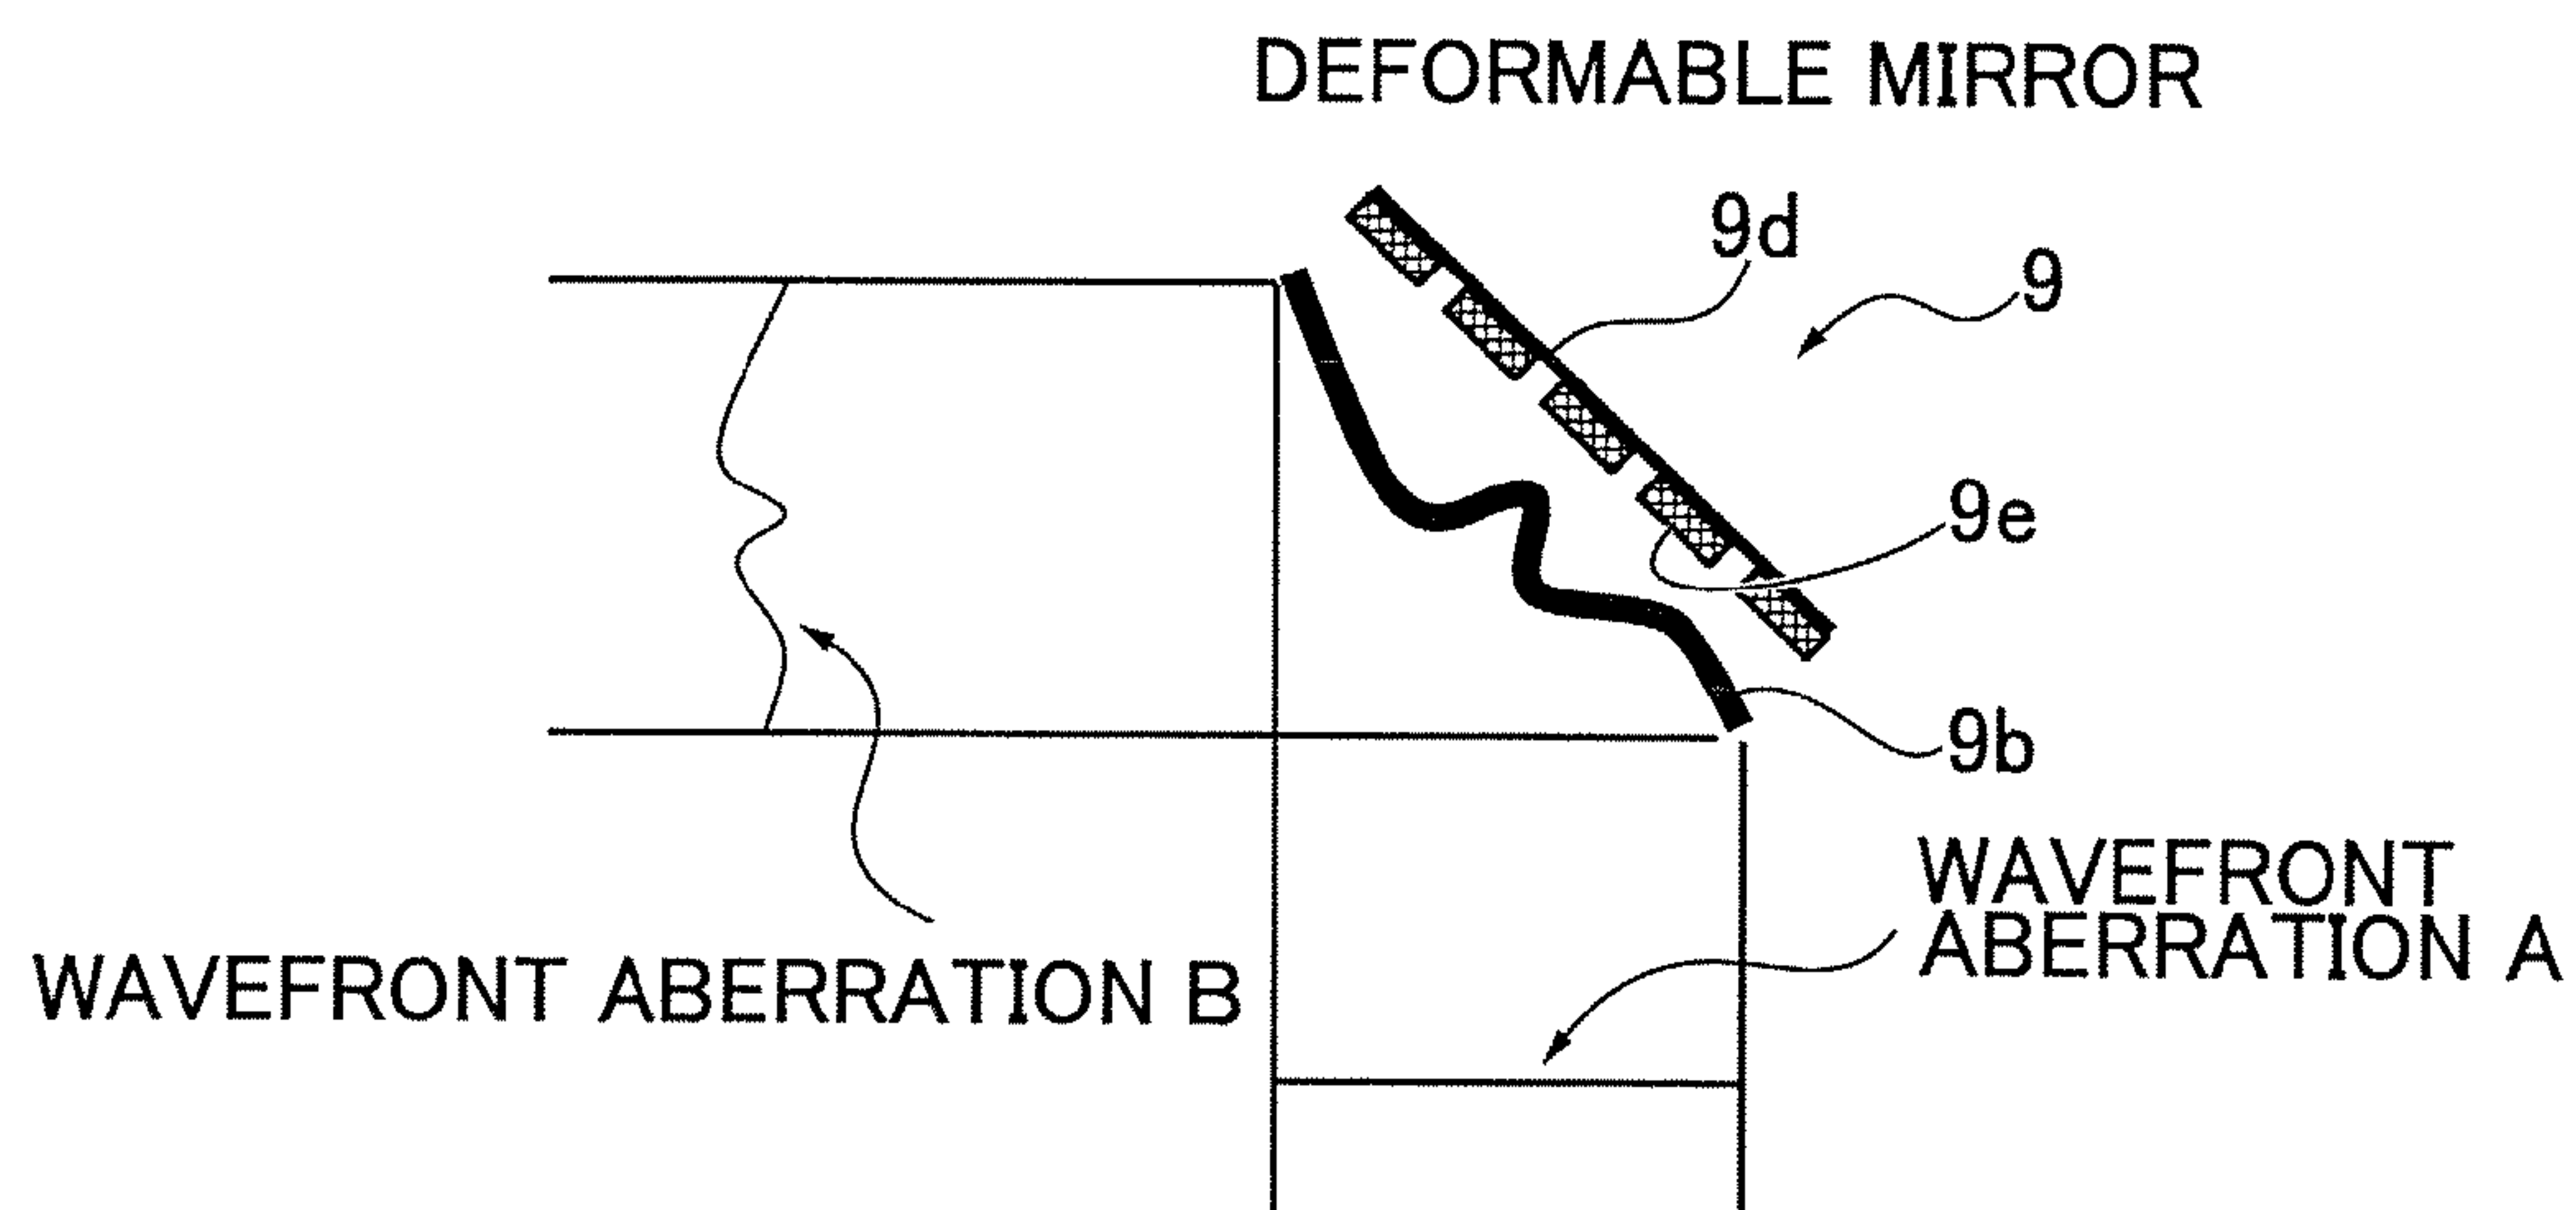 DEFORMABLE MIRROR
9d
9
9e
9b
WAVEFRONT
ABERRATION A
WAVEFRONT ABERRATION B